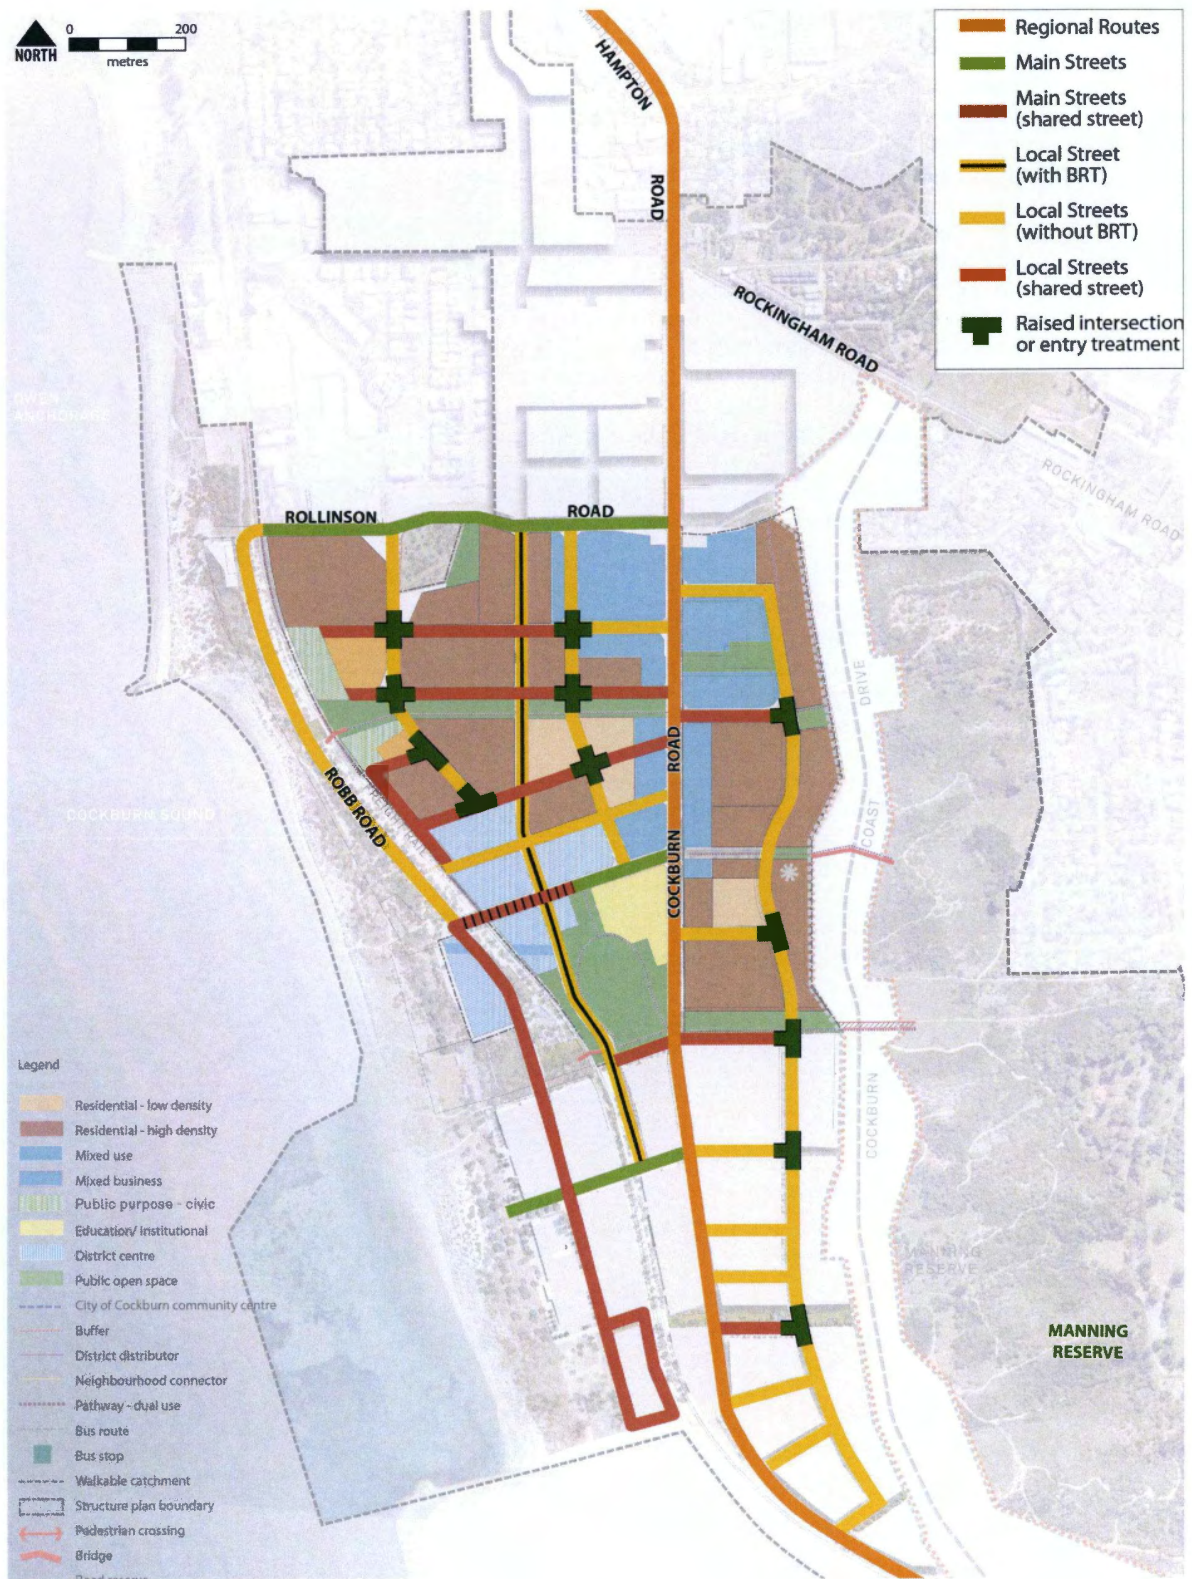 0 200
NORTH
metres
Regional Routes
Main Streets
Main Streets
(shared street)
Local Street
(with BRT)
Local Streets
(without BRT)
Local Streets
(shared street)
Raised intersection
or entry treatment
HAMPTON
ROAD
ROCKINGHAM ROAD
OWEN
ANCHORAGE
ROCKINGHAM ROAD
ROLLINSON
ROAD
DRIVE
ROAD
ROBB ROAD
COCKBURN SOUND
COAST
COCKBURN
COCKBURN
MANNING
RESERVE
MANNING
RESERVE
Legend
Residential - low density
Residential - high density
Mixed use
Mixed business
Public purpose - civic
Education/ Institutional
District centre
Public open space
City of Cockburn community centre
Buffer
District distributor
Neighbourhood connector
Pathway - dual use
Bus route
Bus stop
Walkable catchment
Structure plan boundary
Pedestrian crossing
Bridge